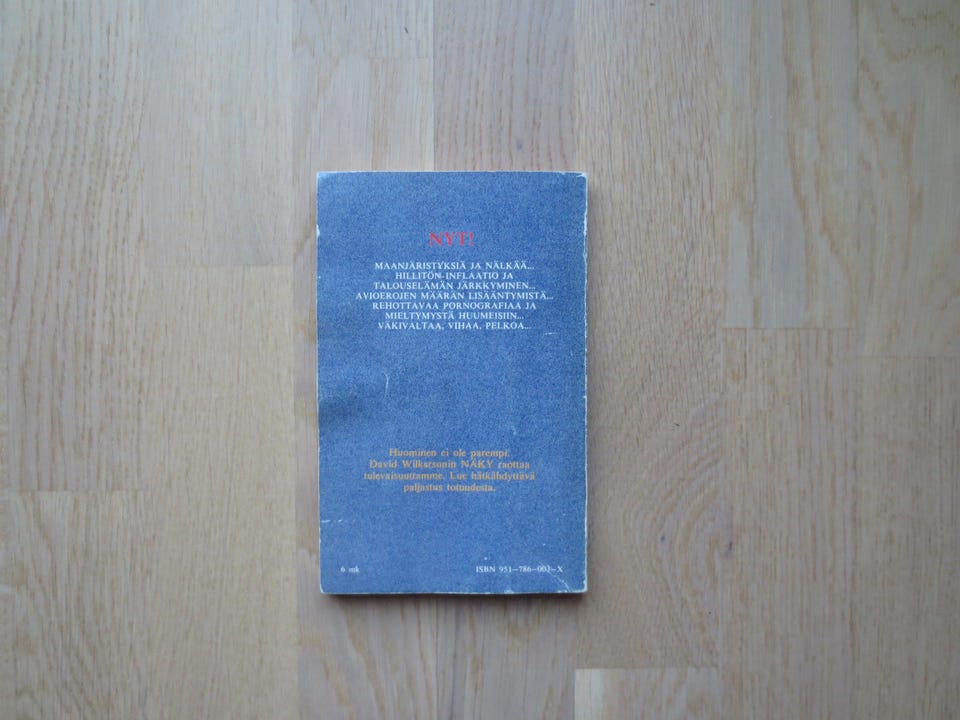 NYT!
MAANJÄRISTYKSIÄ JA NÄLKÄÄ...
HILLITÖN-INFLAATIO JA
TALOUSELÄMÄN JÄRKKYMINEN...
AVIOEROJEN MÄÄRÄN LISÄÄNTYMISTÄ...
REHOTTAVAA PORNOGRAFIAA JA
MIELTYMYSTÄ HUUMEISIIN...
VÄKIVALTAA, VIHAA, PELKOA...
Huominen ei ole parempi.
David Wilkersonin NÄKY raottaa
tulevaisuuttamme. Lue hätkähdyttävä
paljastus totuudesta.
6 mk
ISBN 951-786-003-X